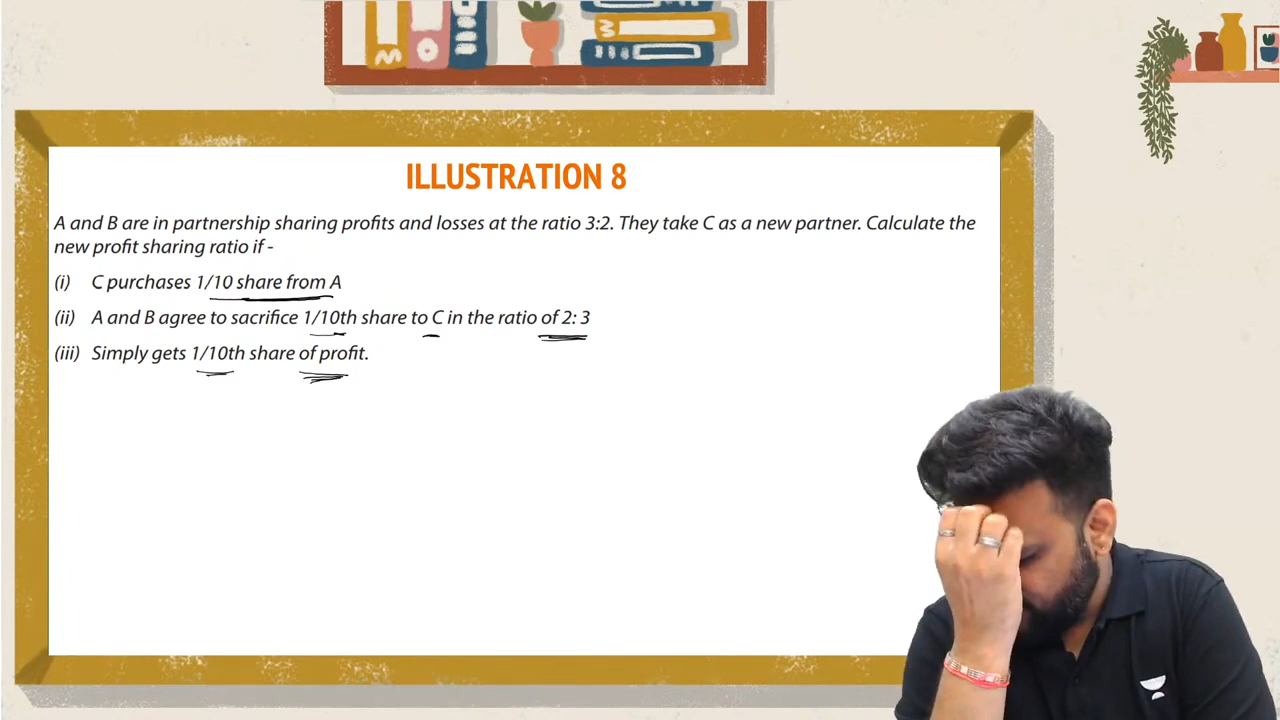 ILLUSTRATION 8
A and B are in partnership sharing profits and losses at the ratio 3:2. They take C as a new partner. Calculate the
new profit sharing ratio if -
(i) C purchases 1/10 share from A
(ii) A and B agree to sacrifice 1/10th share to C in the ratio of 2: 3
(iii) Simply gets 1/10th share of profit.